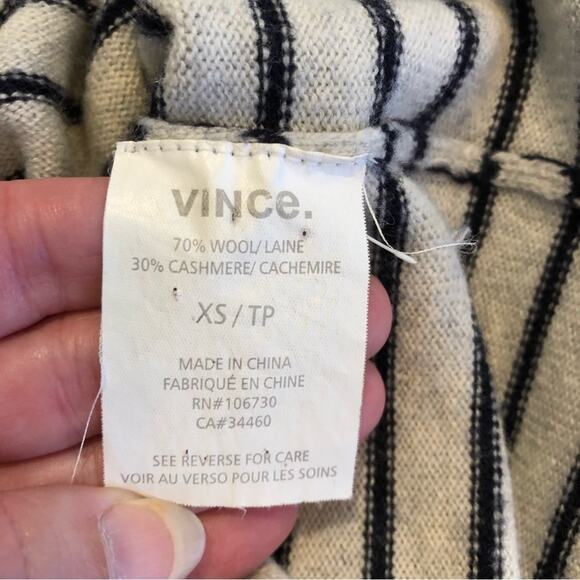 VINCE.
70% WOOL/ LAINE
30% CASHMERE/ CACHEMIRE
XS / TP
MADE IN CHINA
FABRIQUÉ EN CHINE
RN#106730
CA#34460
SEE REVERSE FOR CARE
VOIR AU VERSO POUR LES SOINS